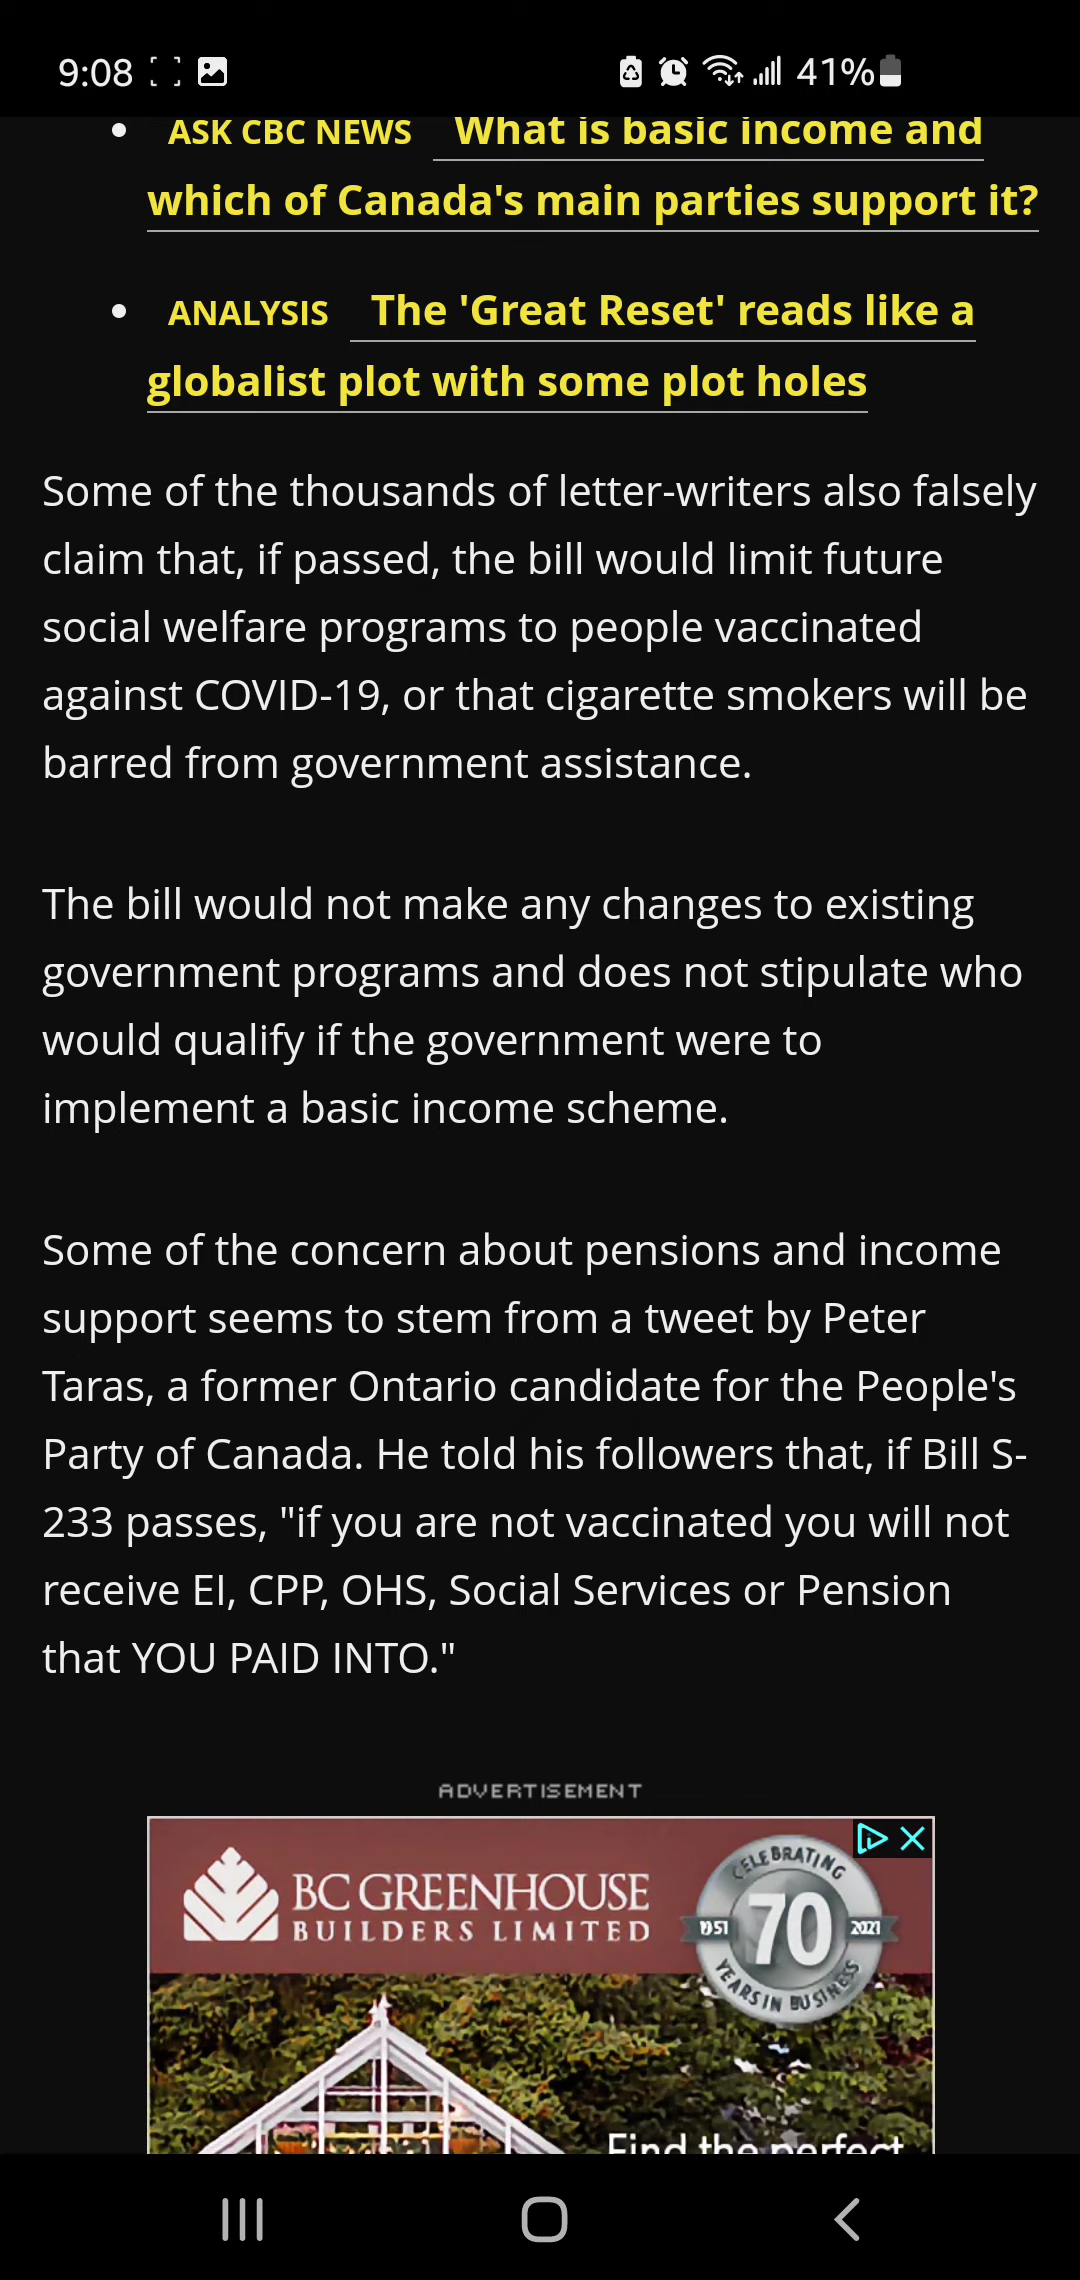 9:08 41%
ASK CBC NEWS What is basic income and
which of Canada's main parties support it?
ANALYSIS The 'Great Reset' reads like a
globalist plot with some plot holes
Some of the thousands of letter-writers also falsely
claim that, if passed, the bill would limit future
social welfare programs to people vaccinated
against COVID-19, or that cigarette smokers will be
barred from government assistance.
The bill would not make any changes to existing
government programs and does not stipulate who
would qualify if the government were to
implement a basic income scheme.
Some of the concern about pensions and income
support seems to stem from a tweet by Peter
Taras, a former Ontario candidate for the People's
Party of Canada. He told his followers that, if Bill S-
233 passes, "if you are not vaccinated you will not
receive EI, CPP, OHS, Social Services or Pension
that YOU PAID INTO."
ADVERTISEMENT
BC GREENHOUSE
BUILDERS LIMITED
CELEBRATING
1951 70 2021
YEARS IN BUSINESS
Find the perfect